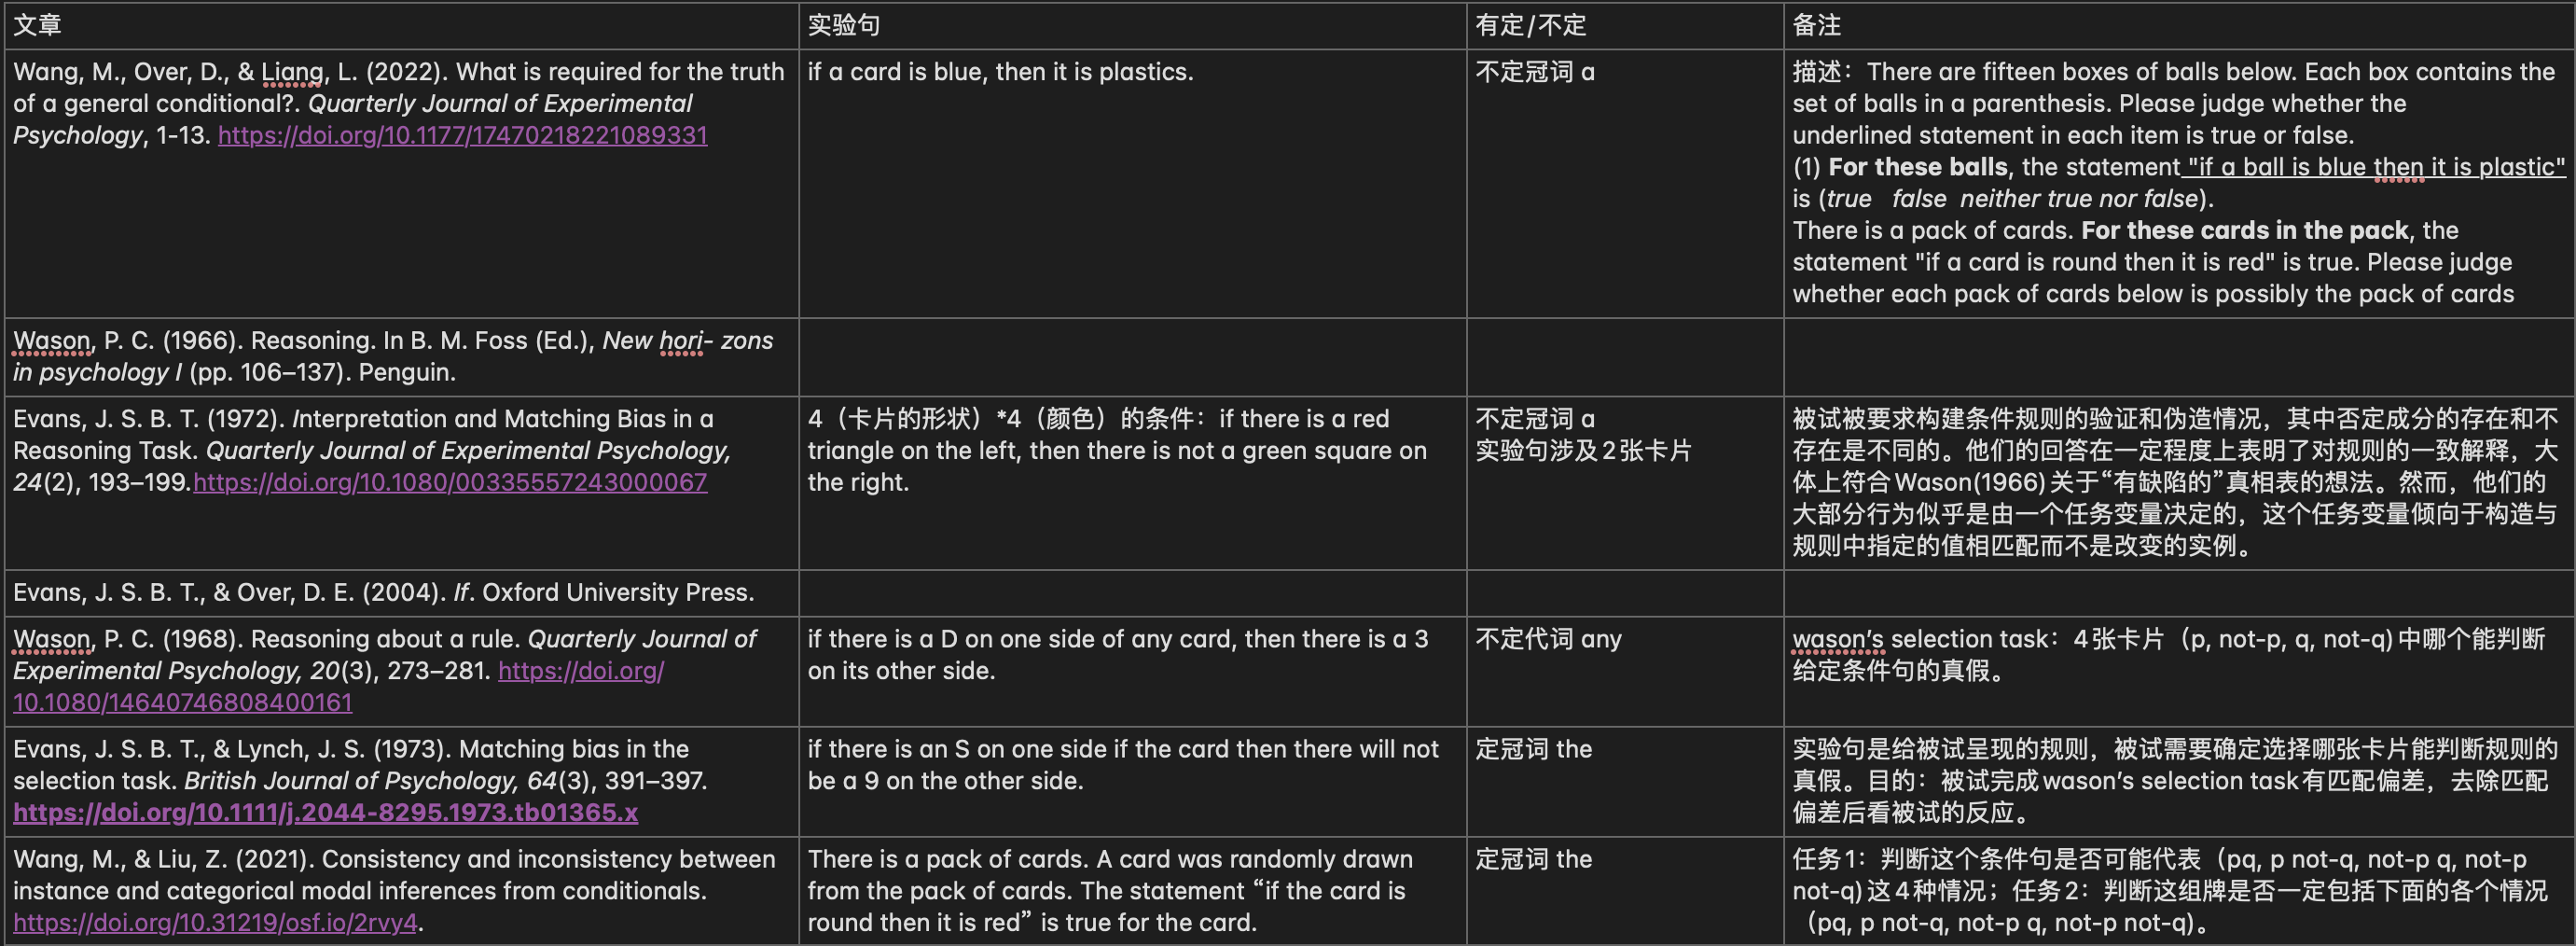 文章 实验句 有定/不定 备注
Wang, M., Over, D., & Liang, L. (2022). What is required for the truth
of a general conditional?. Quarterly Journal of Experimental
Psychology, 1-13. https://doi.org/10.1177/17470218221089331
if a card is blue, then it is plastics.
不定冠词 a
描述：There are fifteen boxes of balls below. Each box contains the
set of balls in a parenthesis. Please judge whether the
underlined statement in each item is true or false.
(1) For these balls, the statement "if a ball is blue then it is plastic"
is (true false neither true nor false).
There is a pack of cards. For these cards in the pack, the
statement "if a card is round then it is red" is true. Please judge
whether each pack of cards below is possibly the pack of cards
Wason, P. C. (1966). Reasoning. In B. M. Foss (Ed.), New hori- zons
in psychology I (pp. 106–137). Penguin.
Evans, J. S. B. T. (1972). Interpretation and Matching Bias in a
Reasoning Task. Quarterly Journal of Experimental Psychology,
24(2), 193–199.https://doi.org/10.1080/00335557243000067
4（卡片的形状）*4（颜色）的条件：if there is a red
triangle on the left, then there is not a green square on
the right.
不定冠词 a
实验句涉及2张卡片
被试被要求构建条件规则的验证和伪造情况，其中否定成分的存在和不
存在是不同的。他们的回答在一定程度上表明了对规则的一致解释，大
体上符合Wason(1966)关于“有缺陷的”真相表的想法。然而，他们的
大部分行为似乎是由一个任务变量决定的，这个任务变量倾向于构造与
规则中指定的值相匹配而不是改变的实例。
Evans, J. S. B. T., & Over, D. E. (2004). If. Oxford University Press.
Wason, P. C. (1968). Reasoning about a rule. Quarterly Journal of
Experimental Psychology, 20(3), 273–281. https://doi.org/
10.1080/14640746808400161
if there is a D on one side of any card, then there is a 3
on its other side.
不定代词 any
wason’s selection task：4张卡片（p, not-p, q, not-q)中哪个能判断
给定条件句的真假。
Evans, J. S. B. T., & Lynch, J. S. (1973). Matching bias in the
selection task. British Journal of Psychology, 64(3), 391–397.
https://doi.org/10.1111/j.2044-8295.1973.tb01365.x
if there is an S on one side if the card then there will not
be a 9 on the other side.
定冠词 the
实验句是给被试呈现的规则，被试需要确定选择哪张卡片能判断规则的
真假。目的：被试完成wason’s selection task有匹配偏差，去除匹配
偏差后看被试的反应。
Wang, M., & Liu, Z. (2021). Consistency and inconsistency between
instance and categorical modal inferences from conditionals.
https://doi.org/10.31219/osf.io/2rvy4.
There is a pack of cards. A card was randomly drawn
from the pack of cards. The statement “if the card is
round then it is red” is true for the card.
定冠词 the
任务1：判断这个条件句是否可能代表（pq, p not-q, not-p q, not-p
not-q)这4种情况；任务2：判断这组牌是否一定包括下面的各个情况
（pq, p not-q, not-p q, not-p not-q)。